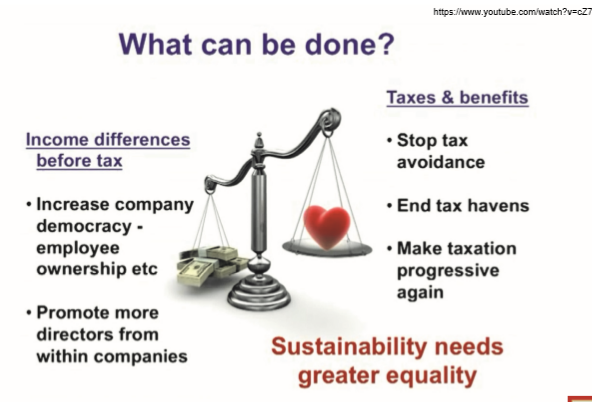 https://www.youtube.com/watch?v=cZ7
What can be done?
Income differences
before tax
• Increase company
democracy -
employee
ownership etc
• Promote more
directors from
within companies
Taxes & benefits
• Stop tax
avoidance
• End tax havens
• Make taxation
progressive
again
Sustainability needs
greater equality